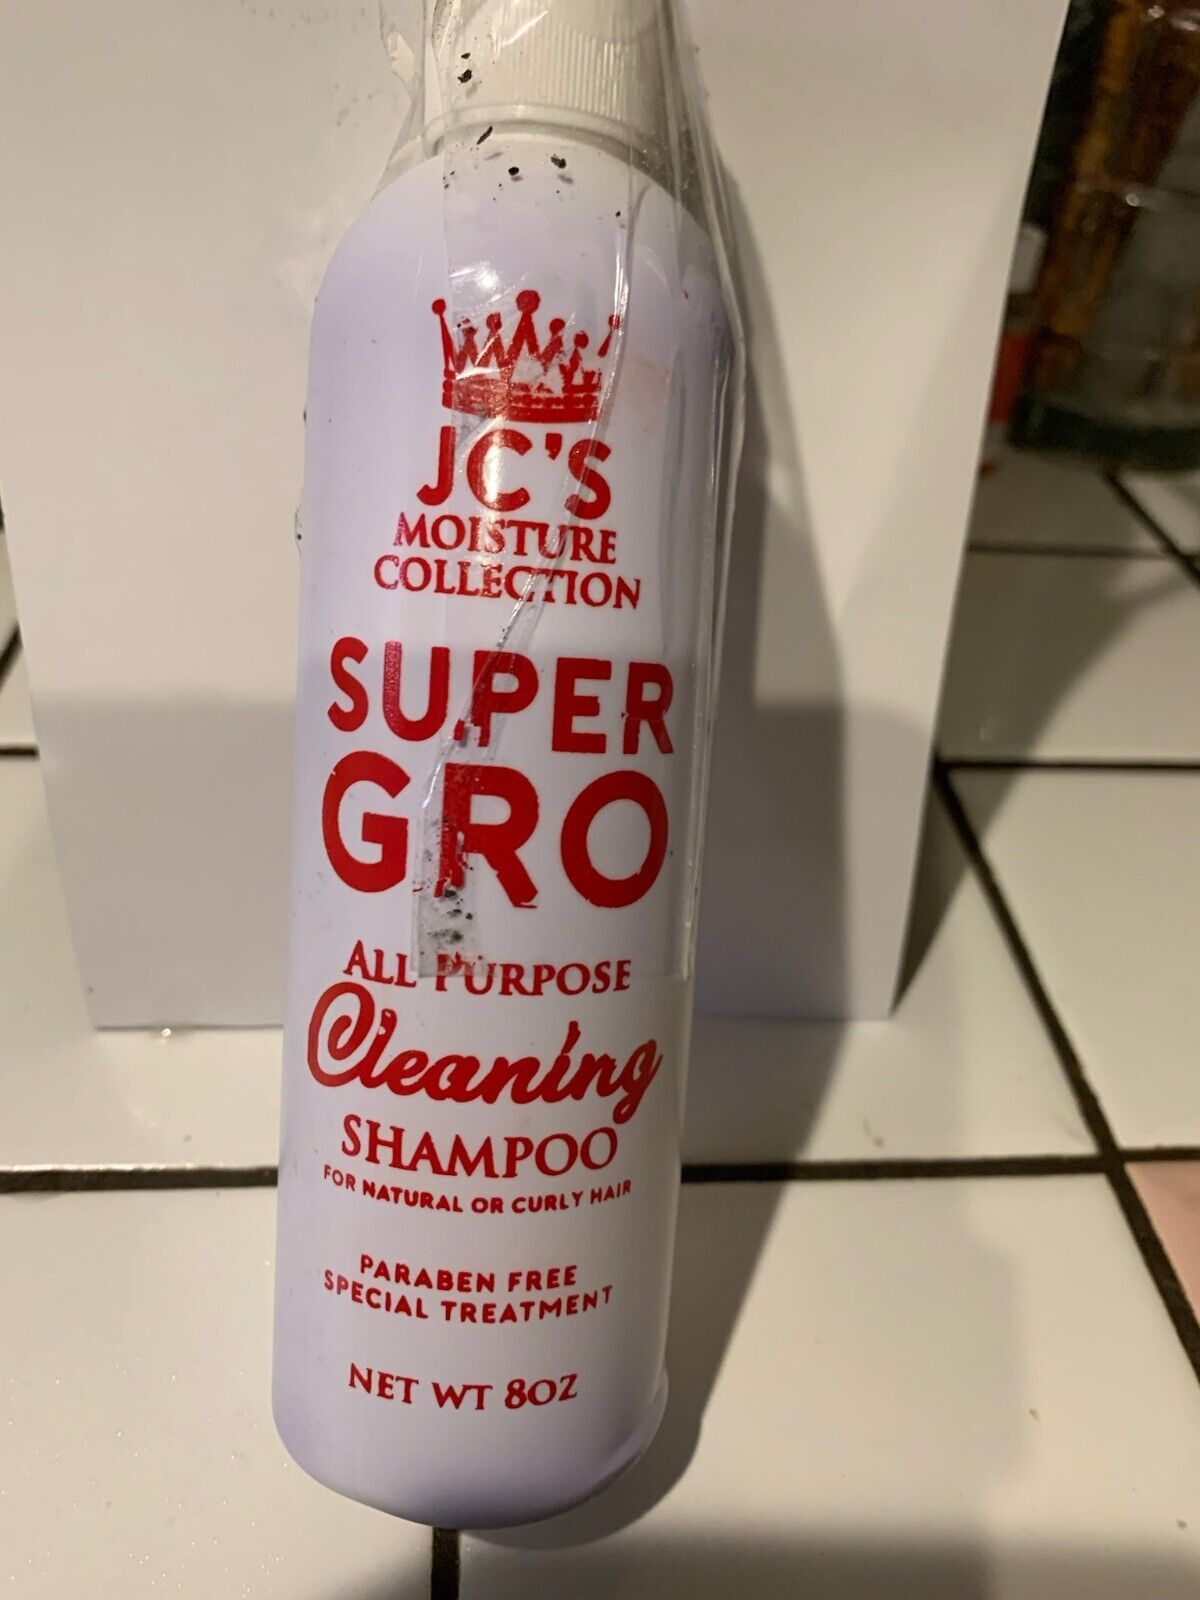 JC'S
MOISTURE
COLLECTION
SUPER
GRO
ALL PURPOSE
Cleaning
SHAMPOO
FOR NATURAL OR CURLY HAIR
PARABEN FREE
SPECIAL TREATMENT
NET WT 8OZ